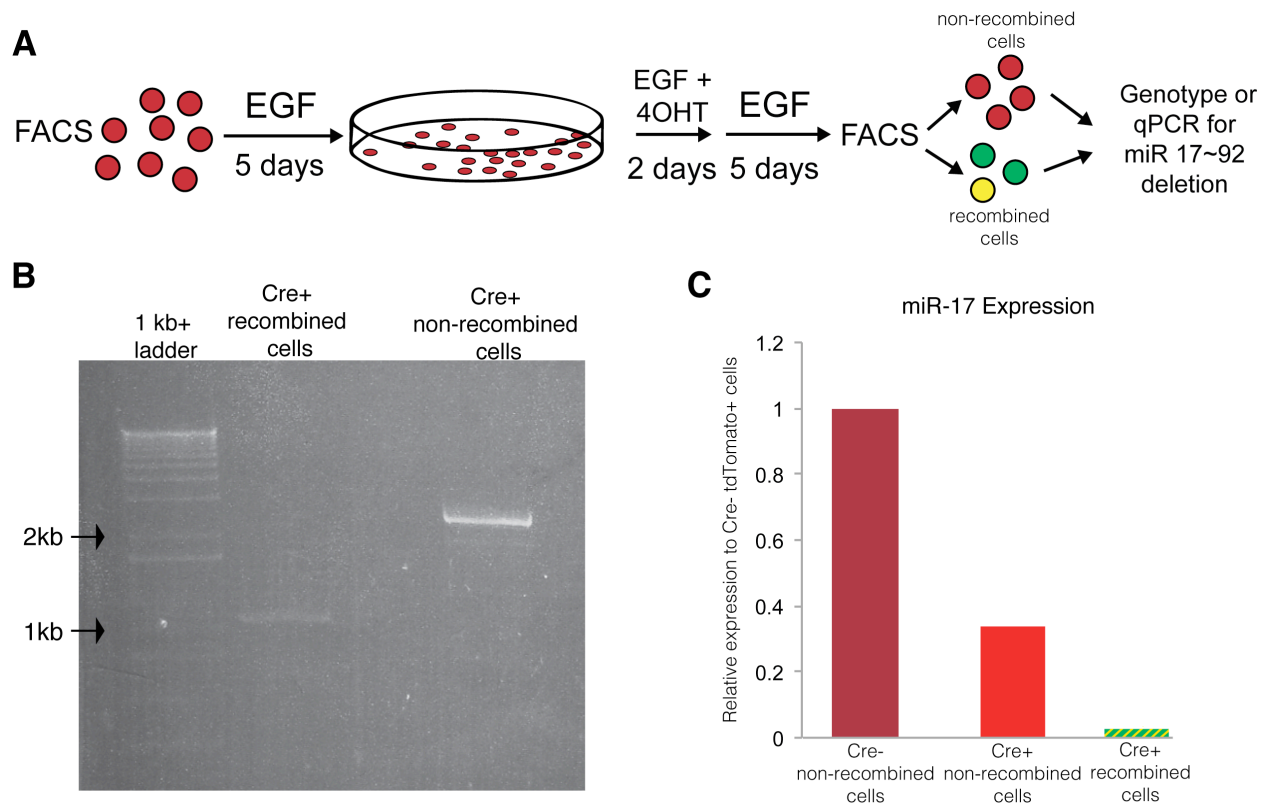 A
FACS
EGF
5 days
EGF +
4OHT
2 days
EGF
5 days
FACS
non-recombined
cells
recombined
cells
Genotype or
qPCR for
miR 17~92
deletion
B
1 kb+
ladder
Cre+
recombined
cells
Cre+
non-recombined
cells
2kb
1kb
C
miR-17 Expression
Relative expression to Cre- tdTomato+ cells
1.2
1
0.8
0.6
0.4
0.2
0
Cre-
non-recombined
cells
Cre+
non-recombined
cells
Cre+
recombined
cells